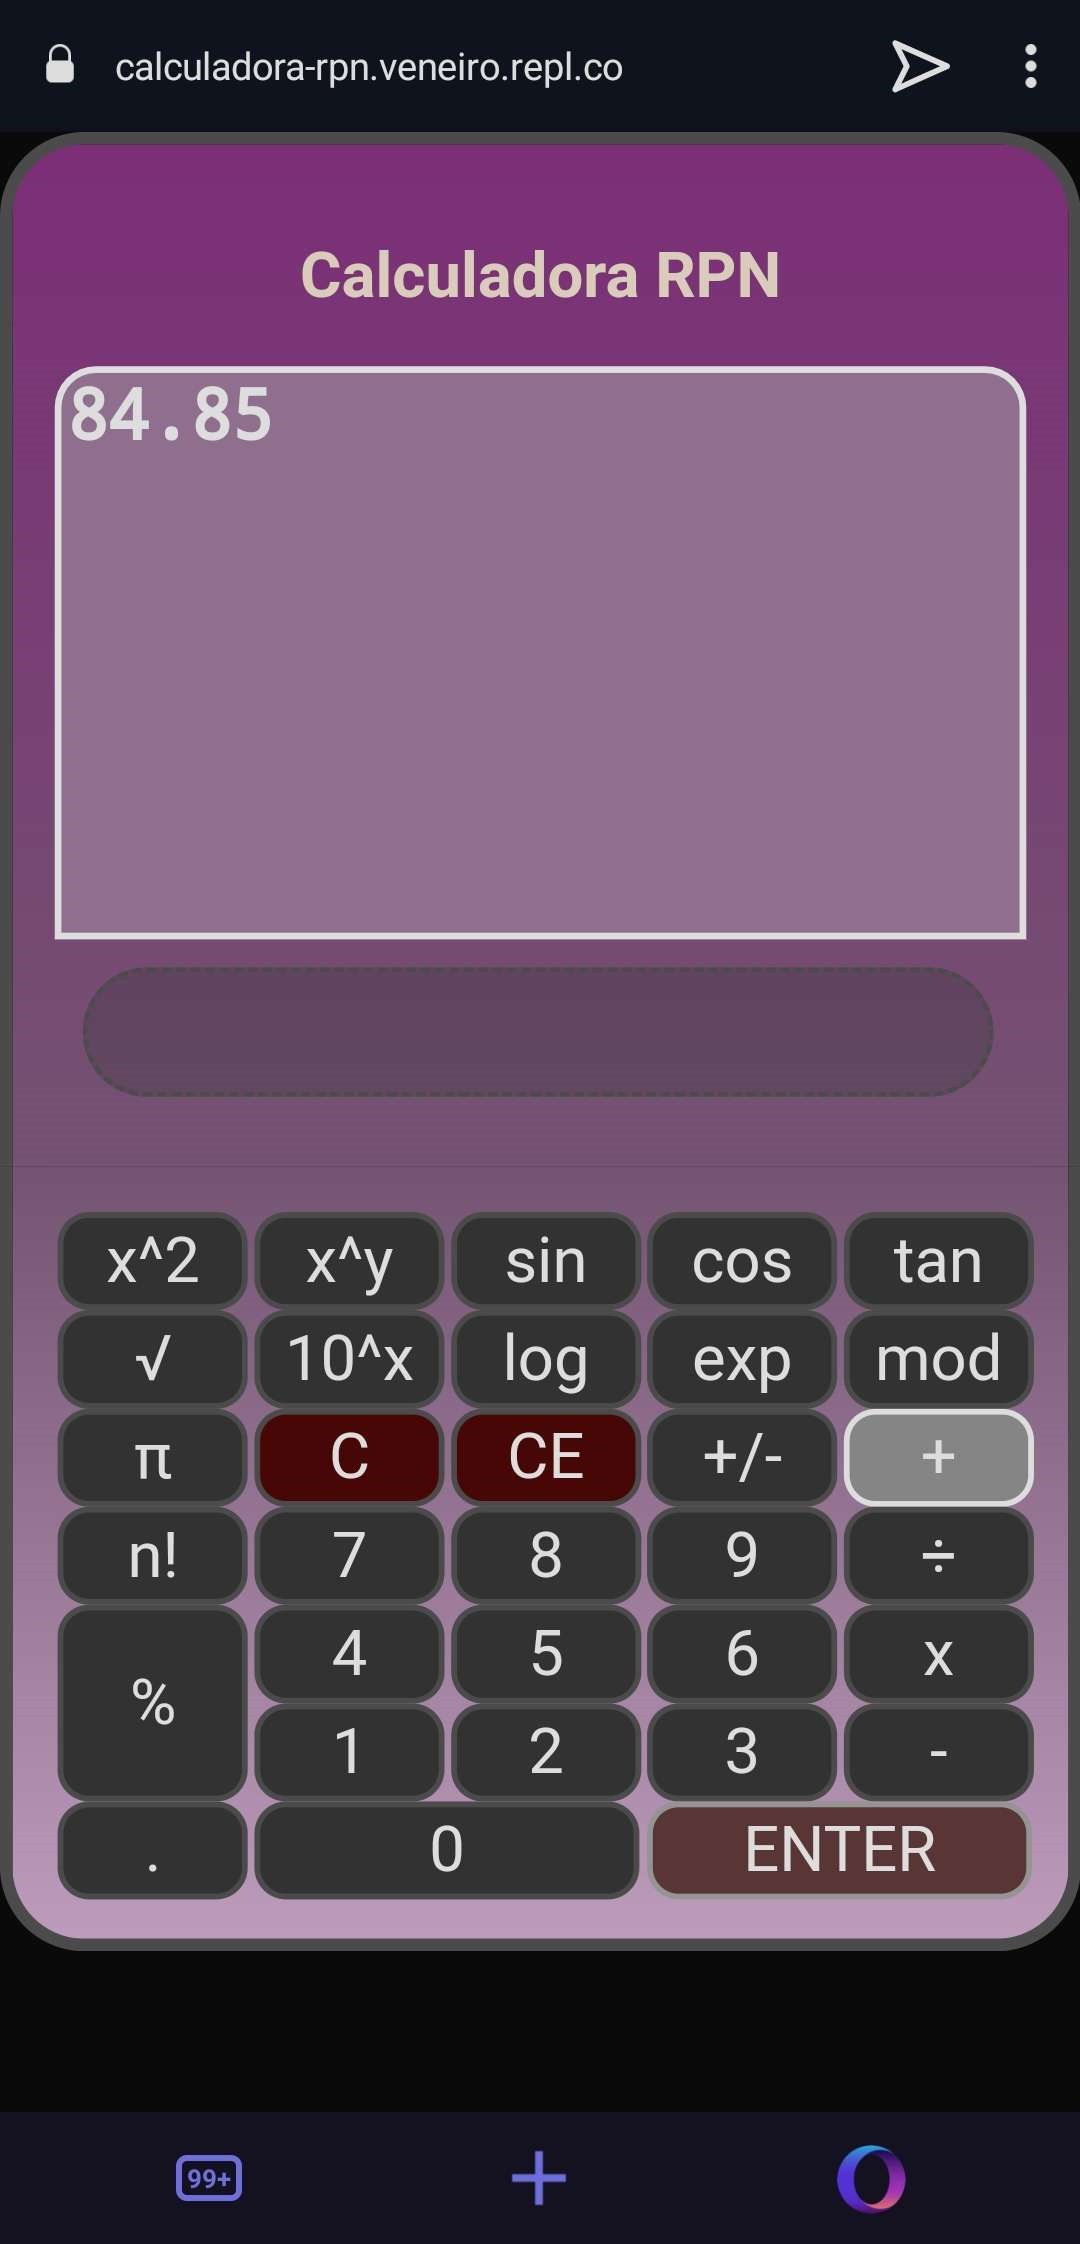 calculadora-rpn.veneiro.repl.co
Calculadora RPN
84.85
x^2 x^y sin cos tan
√ 10^x log exp mod
π C CE +/- +
n! 7 8 9 ÷
4 5 6 x
%
1 2 3 -
. 0 ENTER
99+